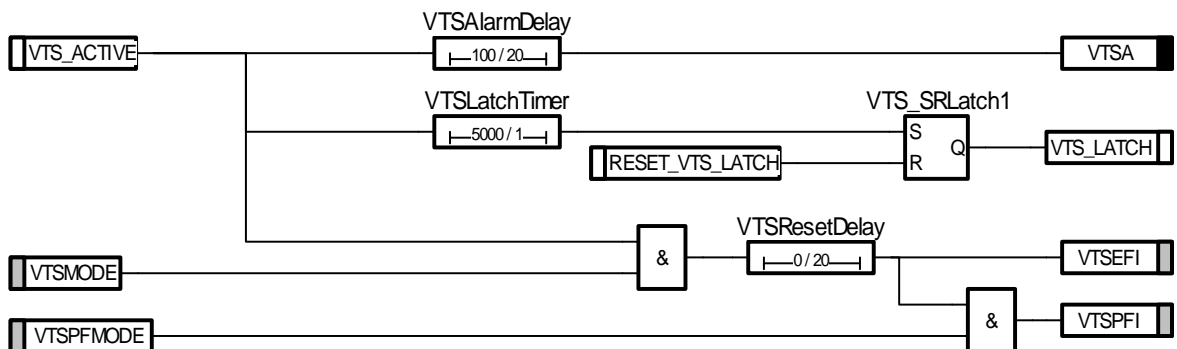 VTSAlarmDelay
VTS_ACTIVE
100 / 20
VTSA
VTSLatchTimer
VTS_SRLatch1
5000 / 1
S
Q
VTS_LATCH
RESET_VTS_LATCH
R
VTSResetDelay
&
0 / 20
VTSEFI
VTSMODE
&
VTSPFI
VTSPFMODE